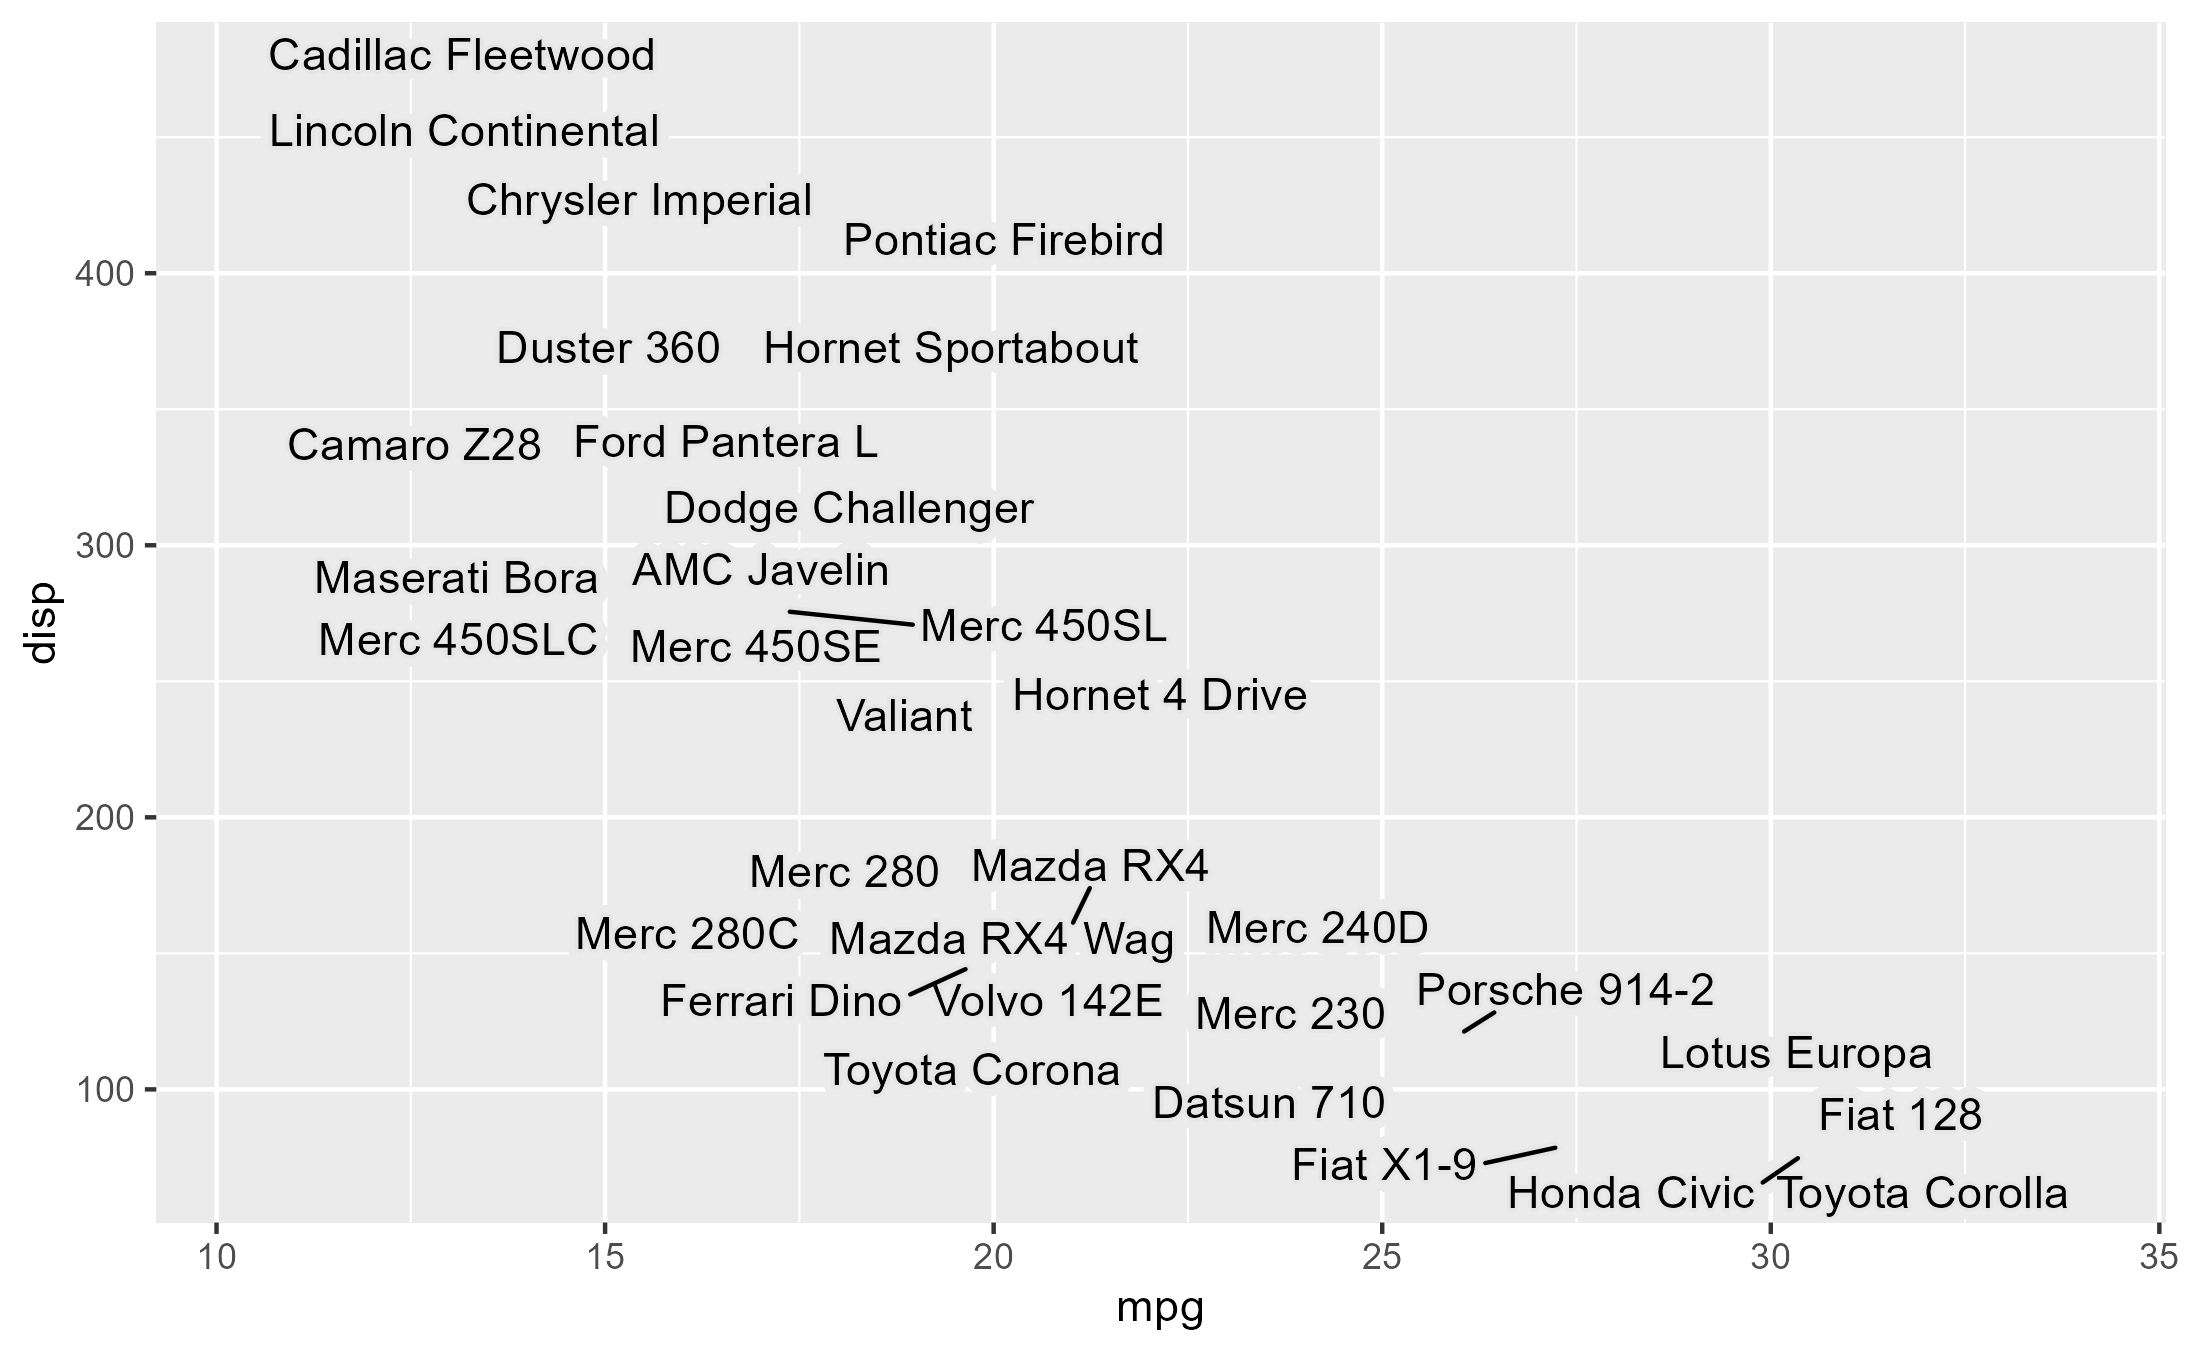 Cadillac Fleetwood
Lincoln Continental
Chrysler Imperial
Pontiac Firebird
400
Duster 360 Hornet Sportabout
Camaro Z28 Ford Pantera L
Dodge Challenger
300
AMC Javelin
Maserati Bora
disp
Merc 450SL
Merc 450SLC Merc 450SE
Hornet 4 Drive
Valiant
200
Merc 280 Mazda RX4
Merc 280C Mazda RX4 Wag Merc 240D
Porsche 914-2
Ferrari Dino Volvo 142E Merc 230
Lotus Europa
Toyota Corona
100
Datsun 710
Fiat 128
Fiat X1-9
Honda Civic Toyota Corolla
10 15 20 25 30 35
mpg